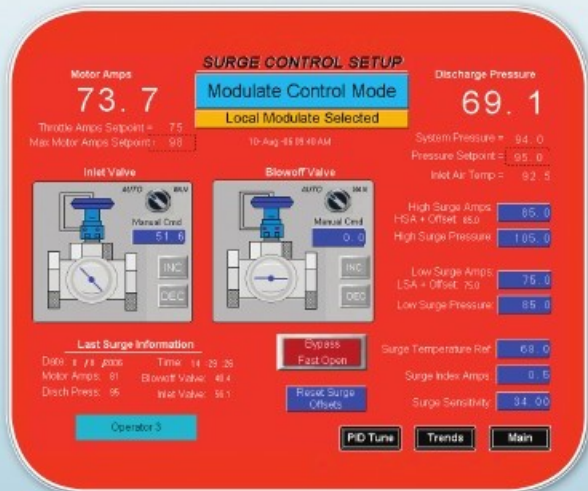 SURGE CONTROL SETUP
Motor Amps
73.7
Modulate Control Mode
Local Modulate Selected
Discharge Pressure
69.1
Throttle Amps Setpoint = 75
Max Motor Amps Setpoint: 98
System Pressure = 94.0
Pressure Setpoint = 95.0
Inlet Air Temp = 92.5
Inlet Valve
Blowoff Valve
AUTO MAN
Manual Cmd
51.6
INC
DEC
AUTO MAN
Manual Cmd
0.0
INC
DEC
High Surge Amps:
HSA + Offset: 85.0
85.0
High Surge Pressure: 105.0
Low Surge Amps:
LSA + Offset: 75.0
75.0
Low Surge Pressure: 85.0
Last Surge Information
Time: 14:29:26
Motor Amps: 81
Blowoff Valve: 48.4
Disch Press: 95
Inlet Valve: 56.1
Bypass
Fast Open
Reset Surge
Offsets
Surge Temperature Ref: 68.0
Surge Index Amps: 0.5
Surge Sensitivity: 34.00
Operator 3
PID Tune
Trends
Main